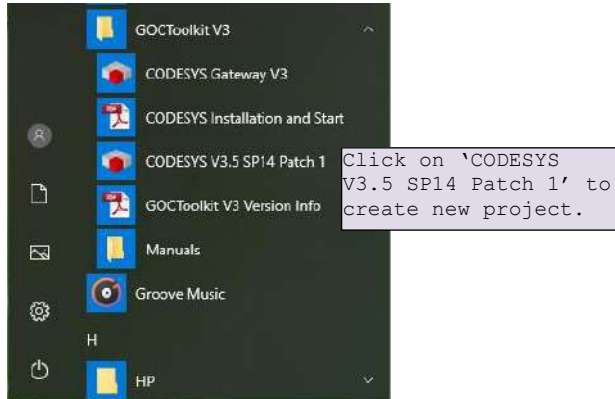 GOCToolkit V3
CODESYS Gateway V3
CODESYS Installation and Start
CODESYS V3.5 SP14 Patch 1
Click on ‘CODESYS
V3.5 SP14 Patch 1’ to
create new project.
GOCToolkit V3 Version Info
Manuals
Groove Music
H
HP